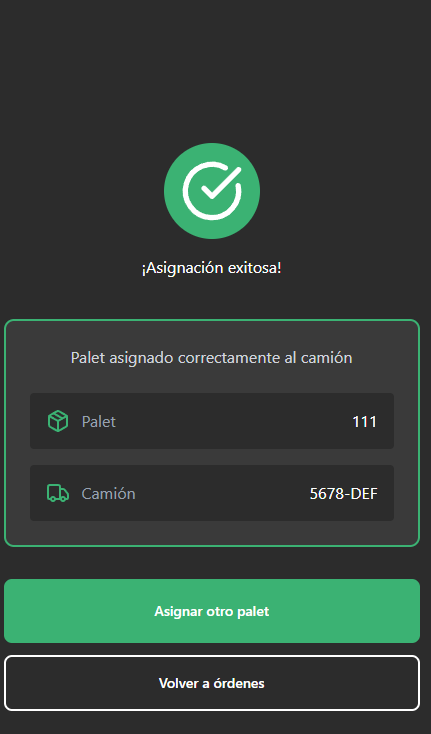 ¡Asignación exitosa!
Palet asignado correctamente al camión
Palet 111
Camión 5678-DEF
Asignar otro palet
Volver a órdenes